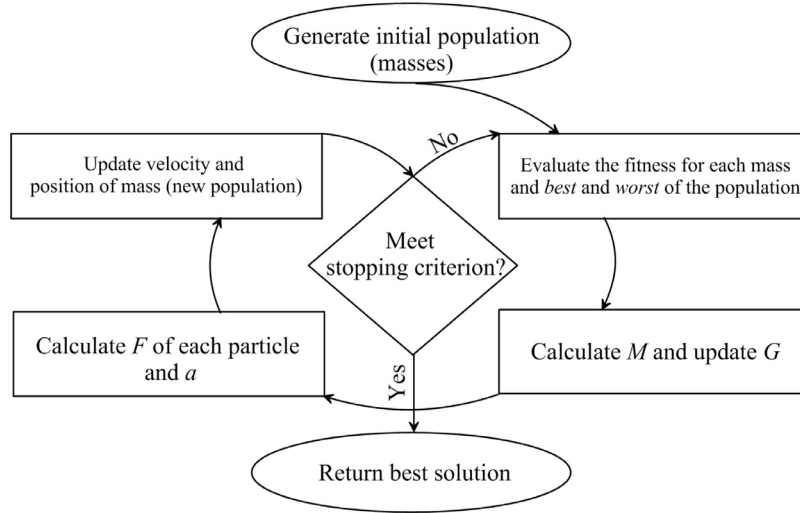 Generate initial population
(masses)
No
Update velocity and
position of mass (new population)
Evaluate the fitness for each mass
and best and worst of the population
Meet
stopping criterion?
Calculate F of each particle
and a
Calculate M and update G
Yes
Return best solution